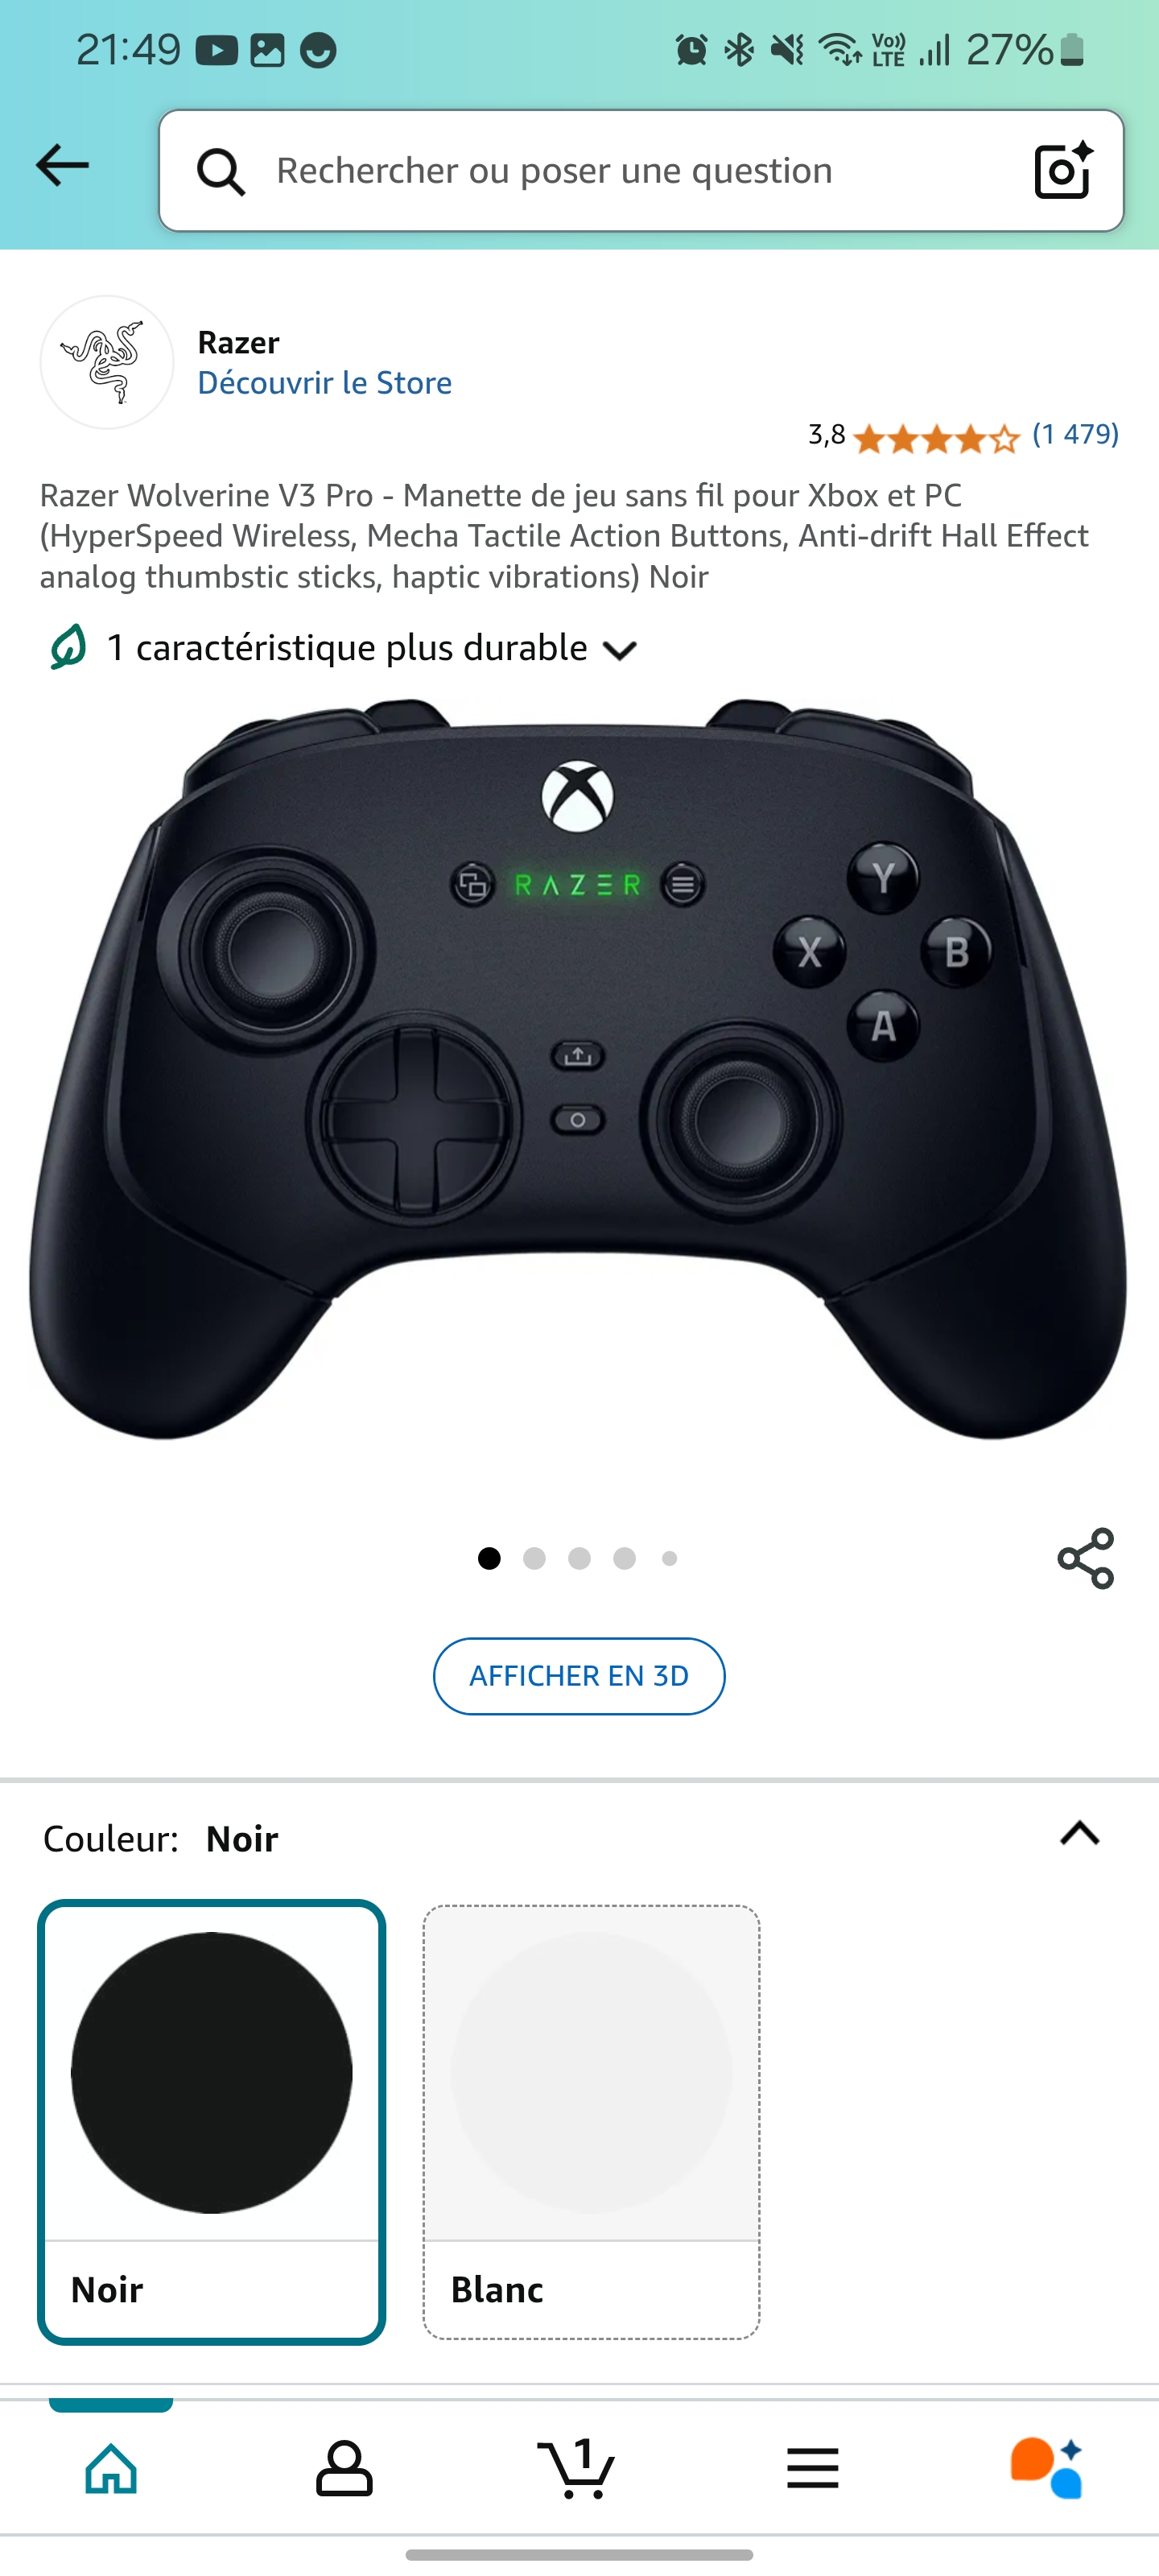 21:49
Vo)) LTE 27%
Rechercher ou poser une question
Razer
Découvrir le Store
3,8 (1 479)
Razer Wolverine V3 Pro - Manette de jeu sans fil pour Xbox et PC
(HyperSpeed Wireless, Mecha Tactile Action Buttons, Anti-drift Hall Effect
analog thumbstic sticks, haptic vibrations) Noir
1 caractéristique plus durable
RAZER
Y
X B
A
AFFICHER EN 3D
Couleur: Noir
Noir
Blanc
1